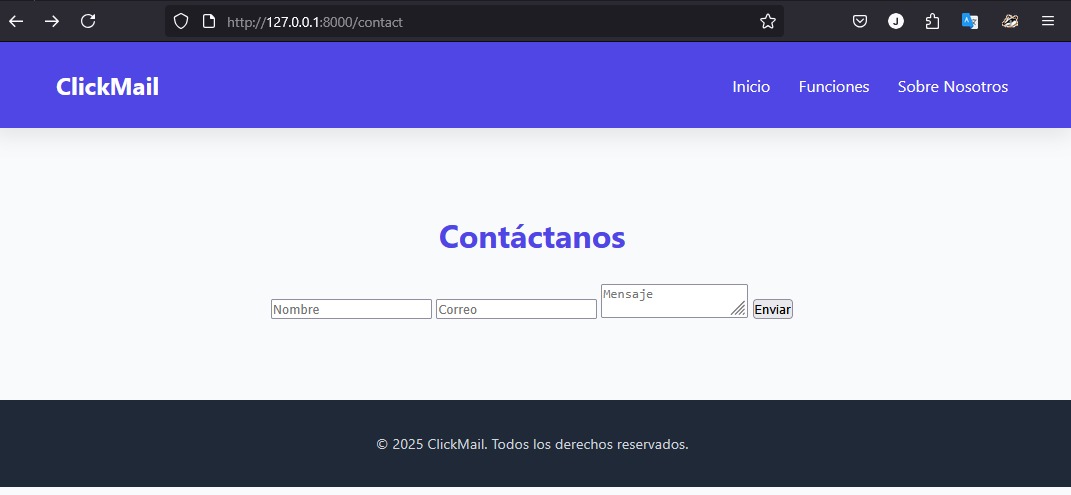 http://127.0.0.1:8000/contact
J
ClickMail
Inicio
Funciones
Sobre Nosotros
Contáctanos
Nombre
Correo
Mensaje
Enviar
© 2025 ClickMail. Todos los derechos reservados.